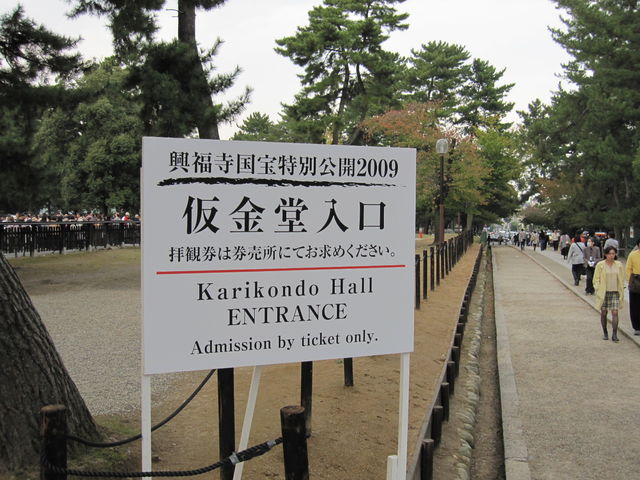 興福寺国宝特別公開2009
仮金堂入口
拝観券は券売所にてお求めください。
Karikondo Hall
ENTRANCE
Admission by ticket only.